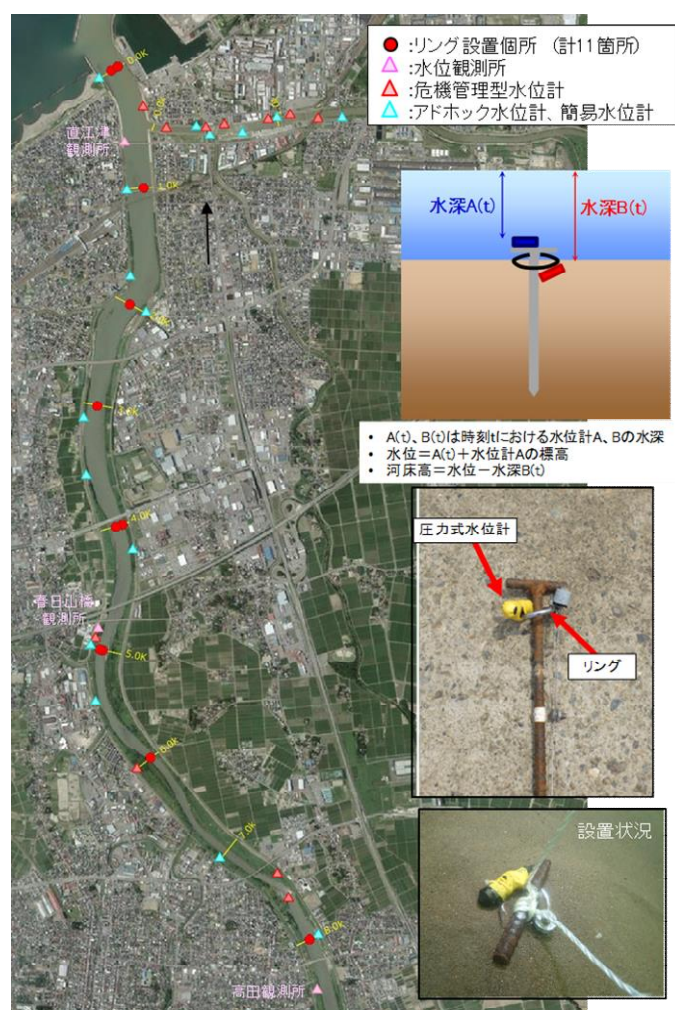 ●:リング設置個所 (計11箇所)
△:水位観測所
△:危機管理型水位計
△:アドホック水位計、簡易水位計
0.0K
1.0K
直江津
観測所
1.0K
3.0K
4.0K
春日山橋
観測所
5.0K
6.0K
7.0K
8.0K
高田観測所
水深A(t)
水深B(t)
• A(t)、B(t)は時刻tにおける水位計A、Bの水深
• 水位=A(t)+水位計Aの標高
• 河床高=水位-水深B(t)
圧力式水位計
リング
設置状況